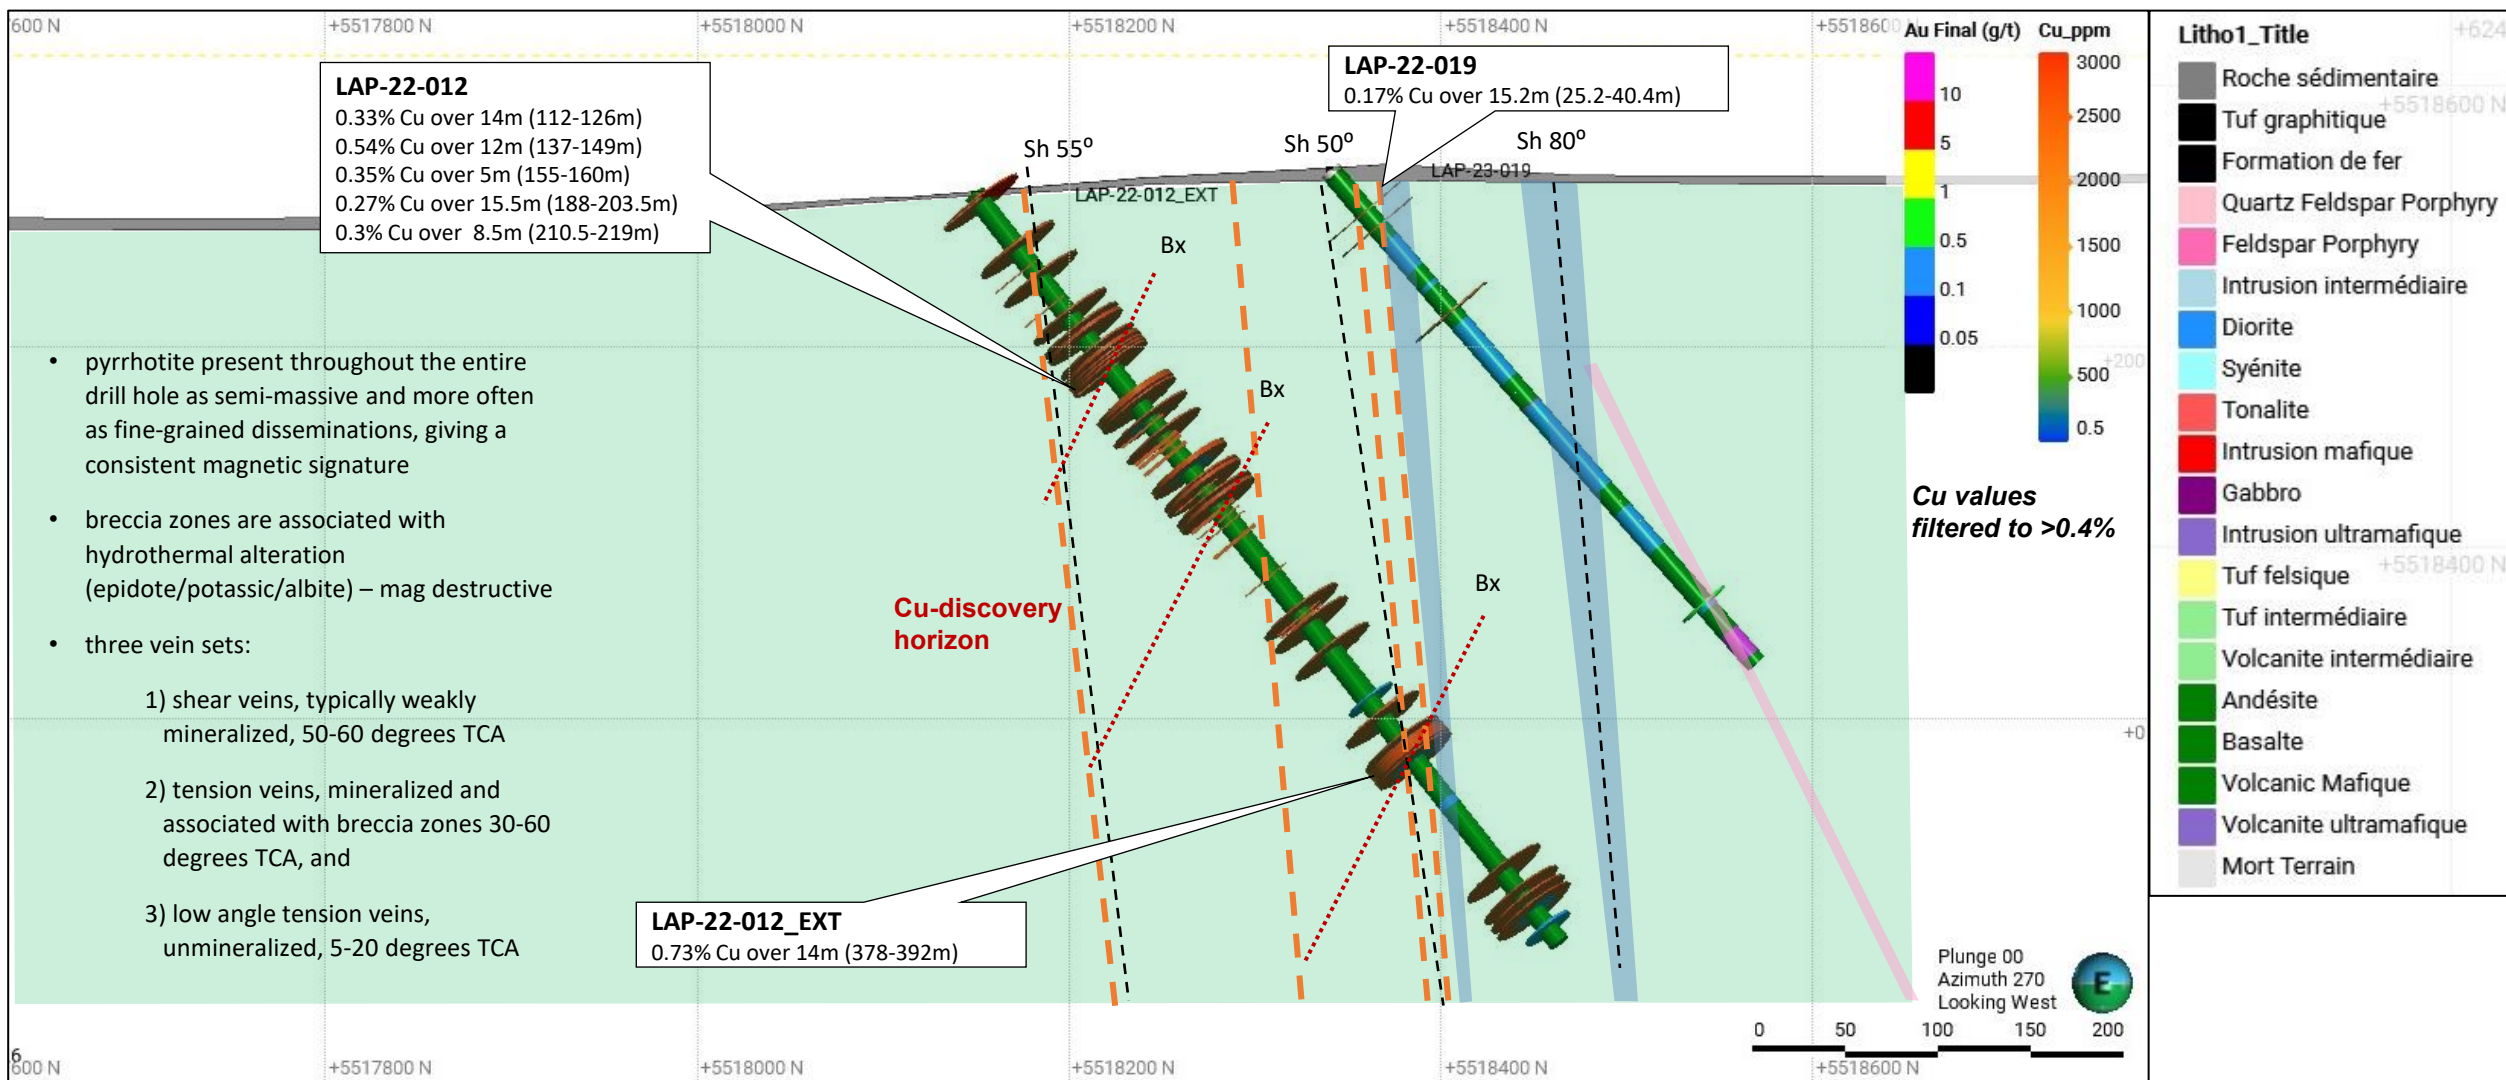 600 N
+5517800 N
+5518000 N
+5518200 N
+5518400 N
+5518600
LAP-22-012
0.33% Cu over 14m (112-126m)
0.54% Cu over 12m (137-149m)
0.35% Cu over 5m (155-160m)
0.27% Cu over 15.5m (188-203.5m)
0.3% Cu over  8.5m (210.5-219m)
LAP-22-019
0.17% Cu over 15.2m (25.2-40.4m)
Sh 55⁰
Sh 50⁰
Sh 80⁰
LAP-22-012_EXT
LAP-23-019
Bx
Bx
Bx
• pyrrhotite present throughout the entire
drill hole as semi-massive and more often
as fine-grained disseminations, giving a
consistent magnetic signature
• breccia zones are associated with
hydrothermal alteration
(epidote/potassic/albite) – mag destructive
• three vein sets:
1) shear veins, typically weakly
mineralized, 50-60 degrees TCA
2) tension veins, mineralized and
associated with breccia zones 30-60
degrees TCA, and
3) low angle tension veins,
unmineralized, 5-20 degrees TCA
Cu-discovery
horizon
LAP-22-012_EXT
0.73% Cu over 14m (378-392m)
Au Final (g/t)
10
5
1
0.5
0.1
0.05
Cu_ppm
3000
2500
2000
1500
1000
500
0.5
+200
+0
Cu values
filtered to >0.4%
Plunge 00
Azimuth 270
Looking West
E
0 50 100 150 200
6
600 N
+5517800 N
+5518000 N
+5518200 N
+5518400 N
+5518600 N
Litho1_Title
+624
Roche sédimentaire
+5518600 N
Tuf graphitique
Formation de fer
Quartz Feldspar Porphyry
Feldspar Porphyry
Intrusion intermédiaire
Diorite
Syénite
Tonalite
Intrusion mafique
Gabbro
Intrusion ultramafique
+5518400 N
Tuf felsique
Tuf intermédiaire
Volcanite intermédiaire
Andésite
Basalte
Volcanic Mafique
Volcanite ultramafique
Mort Terrain